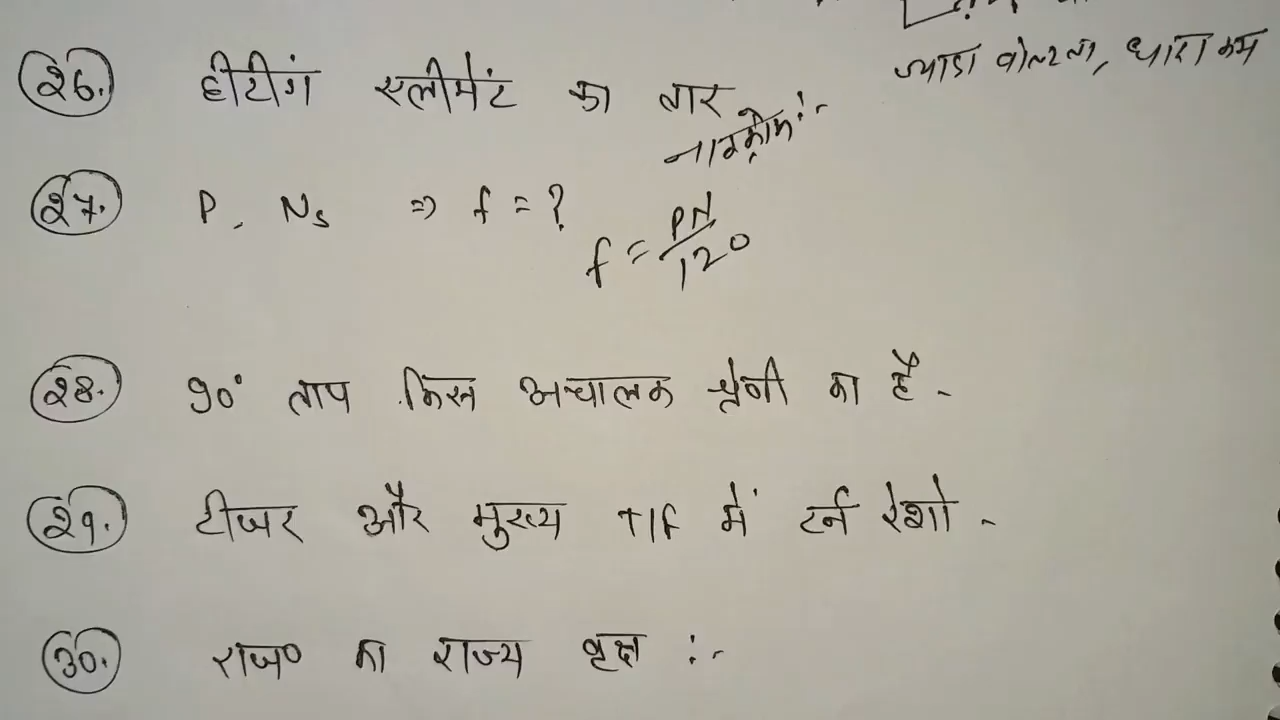 ज्यादा वोल्टता, धारा कम
26. हीटींग एलीमेंट का तार
नाइक्रोम :-
27. P, Ns ⇒ f = ?
f = PN/120
28. 90° ताप किस अचालक श्रेणी का है -
29. टीजर और मुख्य T/F में टर्न रेशो -
30. राज० का राज्य वृक्ष :-